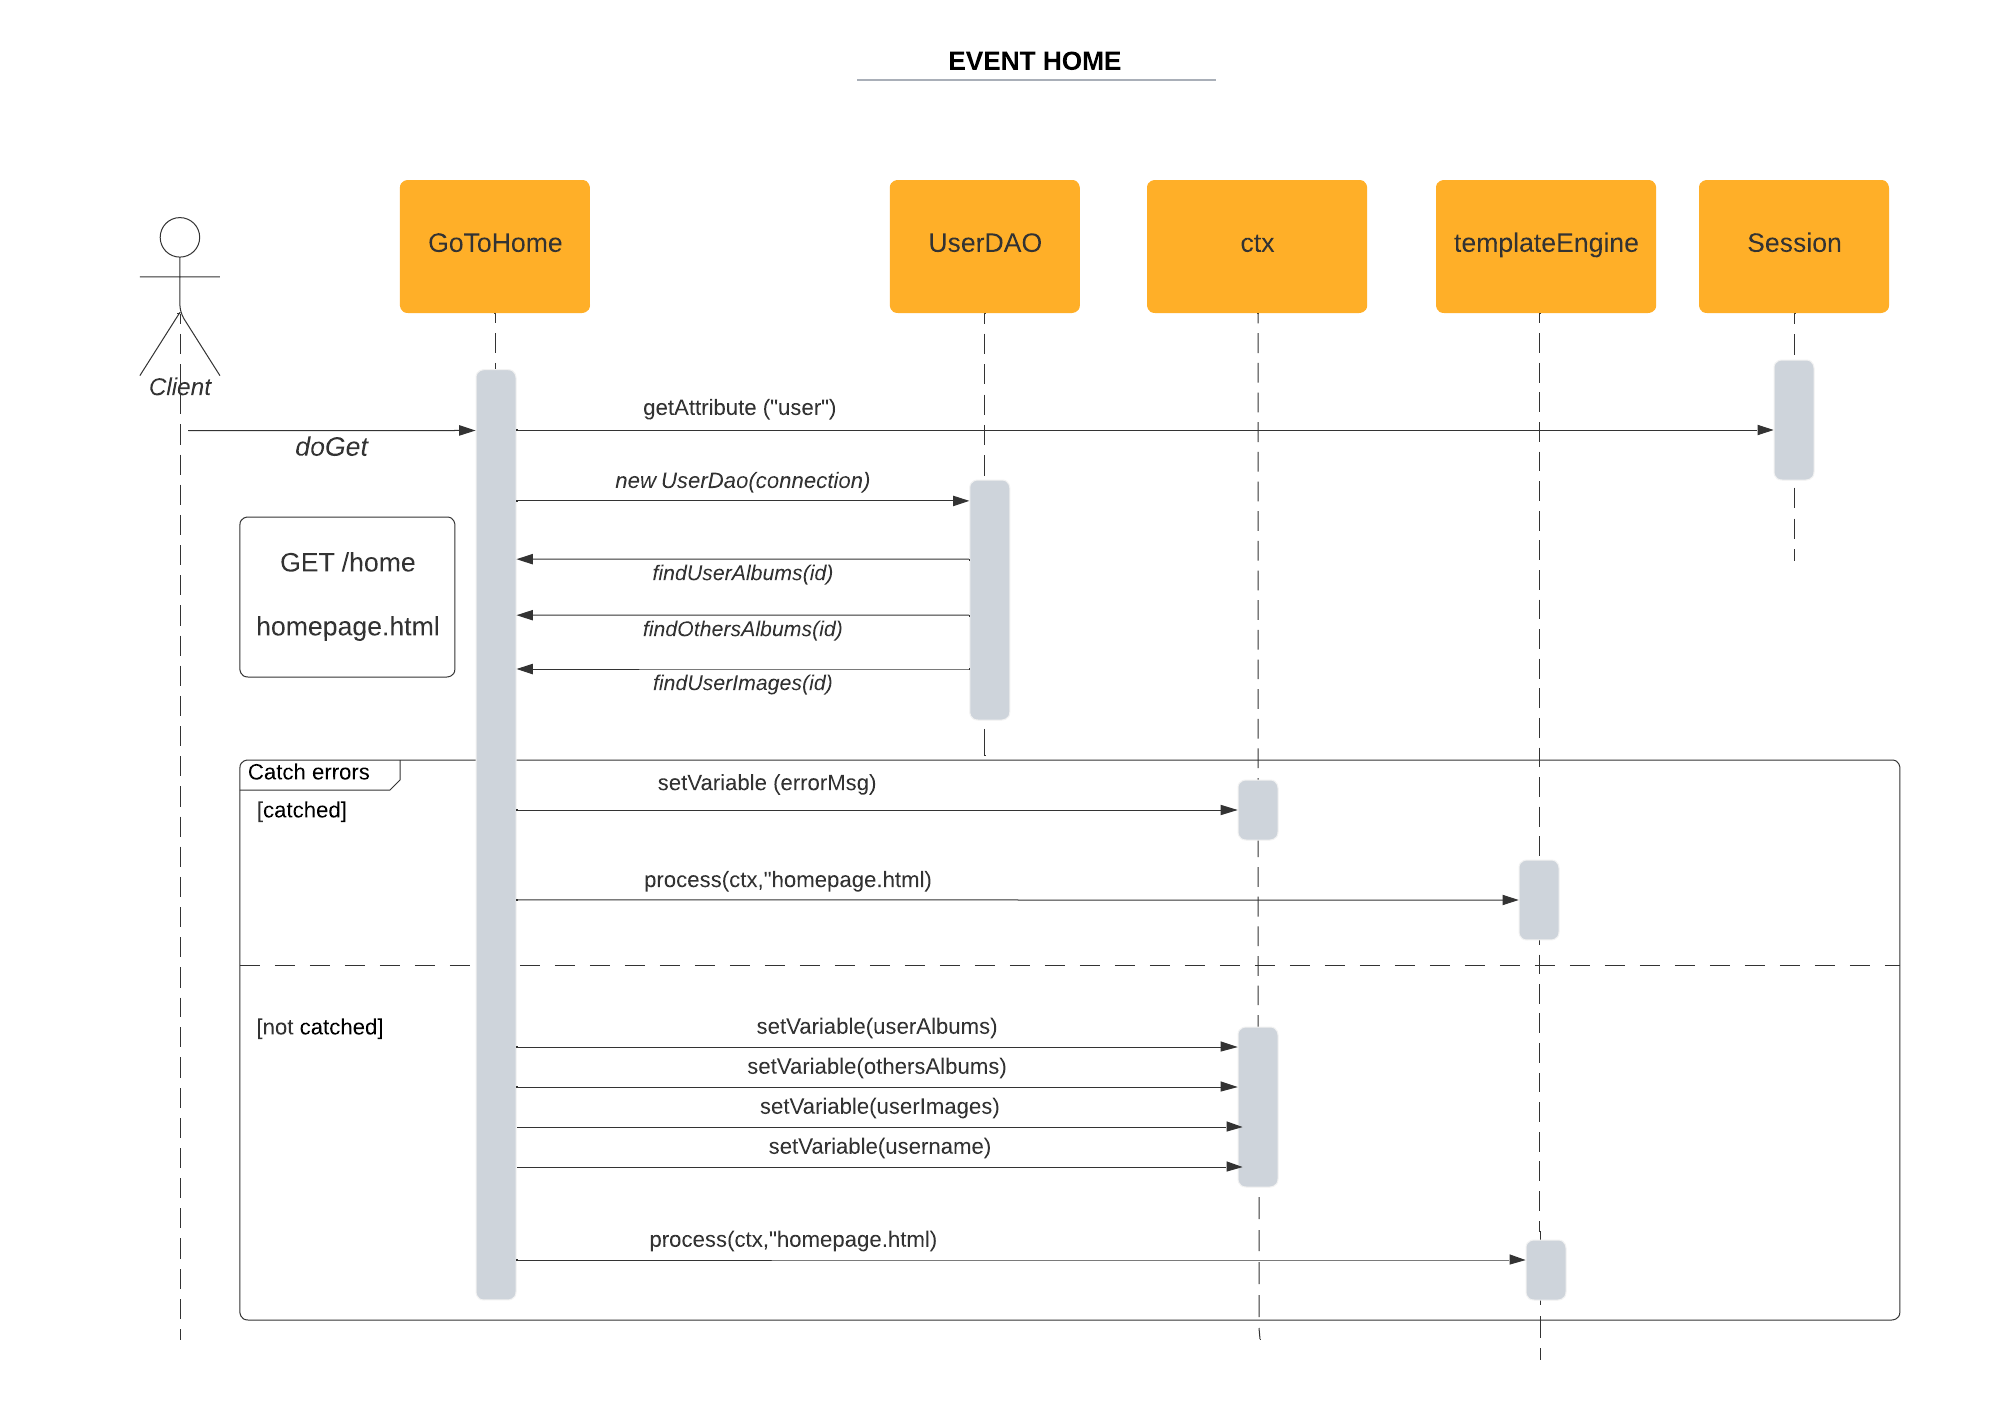 EVENT HOME
Client
GoToHome
UserDAO
ctx
templateEngine
Session
doGet
getAttribute ("user")
new UserDao(connection)
GET /home
homepage.html
findUserAlbums(id)
findOthersAlbums(id)
findUserImages(id)
Catch errors
[catched]
setVariable (errorMsg)
process(ctx,"homepage.html)
[not catched]
setVariable(userAlbums)
setVariable(othersAlbums)
setVariable(userImages)
setVariable(username)
process(ctx,"homepage.html)